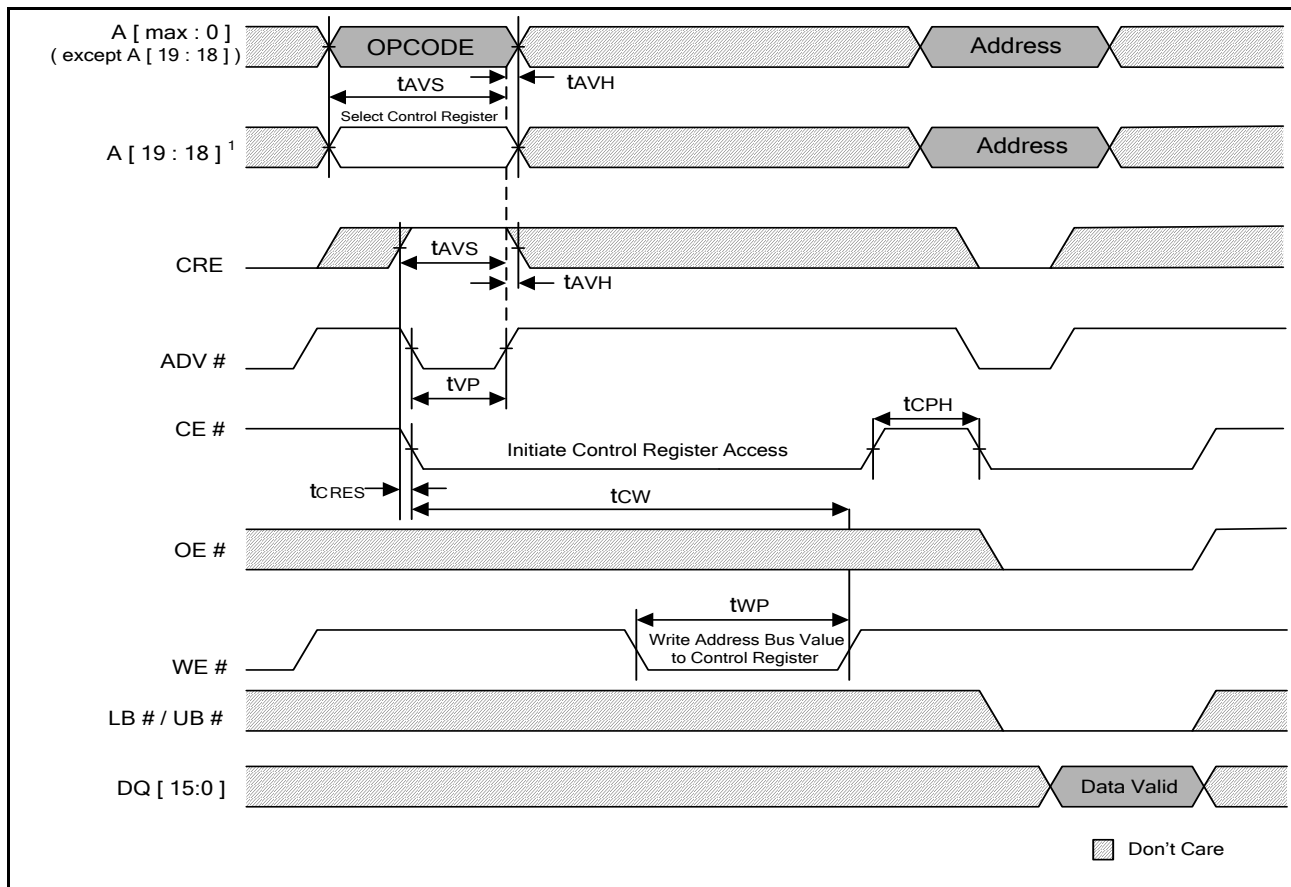 A [ max : 0 ]
( except A [ 19 : 18 ] )
OPCODE
Address
tAVS
tAVH
Select Control Register
A [ 19 : 18 ] 1
Address
CRE
tAVS
tAVH
ADV #
tVP
CE #
Initiate Control Register Access
tCPH
tCRES
tCW
OE #
tWP
WE #
Write Address Bus Value
to Control Register
LB # / UB #
DQ [ 15:0 ]
Data Valid
Don't Care